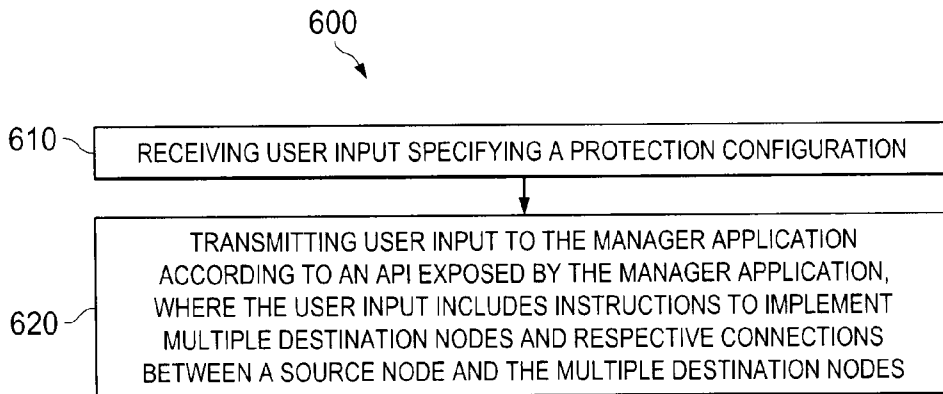 600
610
RECEIVING USER INPUT SPECIFYING A PROTECTION CONFIGURATION
620
TRANSMITTING USER INPUT TO THE MANAGER APPLICATION
ACCORDING TO AN API EXPOSED BY THE MANAGER APPLICATION,
WHERE THE USER INPUT INCLUDES INSTRUCTIONS TO IMPLEMENT
MULTIPLE DESTINATION NODES AND RESPECTIVE CONNECTIONS
BETWEEN A SOURCE NODE AND THE MULTIPLE DESTINATION NODES